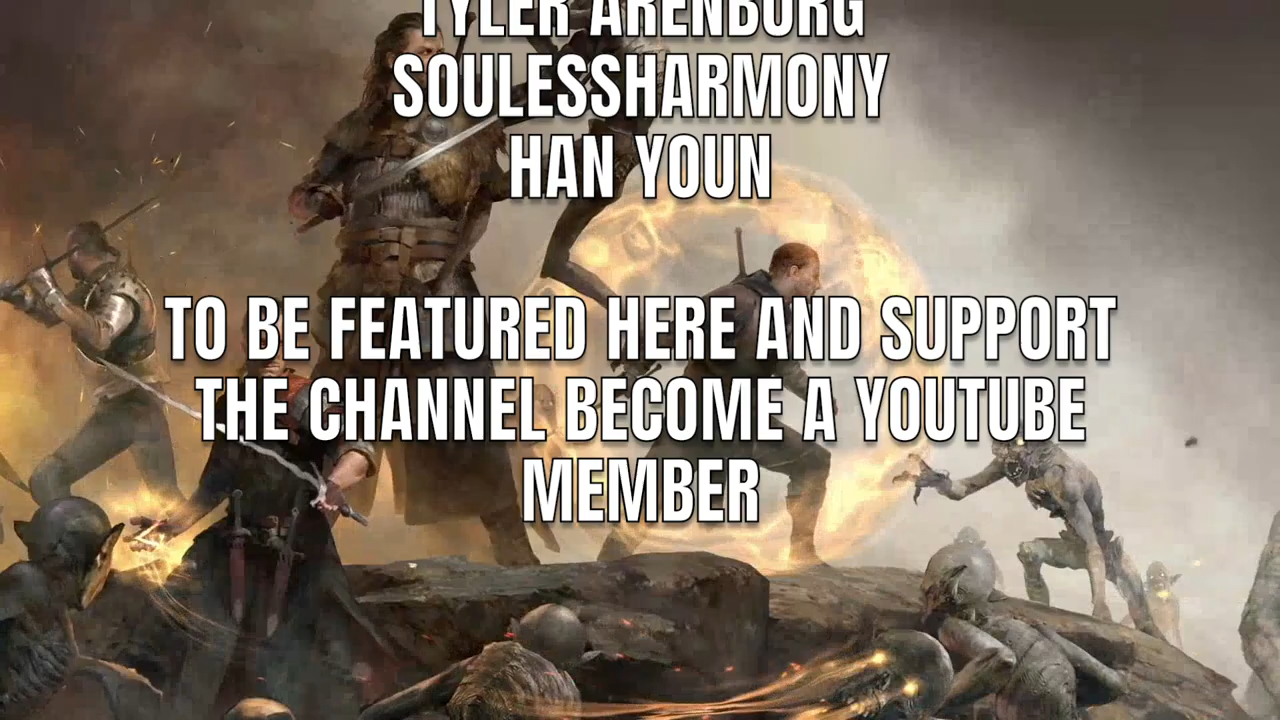 TYLER ARENBURG
SOULESSHARMONY
HAN YOUN
TO BE FEATURED HERE AND SUPPORT
THE CHANNEL BECOME A YOUTUBE
MEMBER